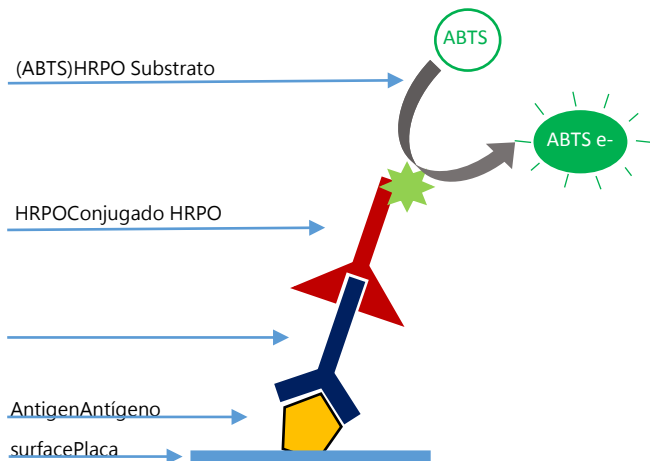 ABTS
(ABTS)HRPO Substrato
ABTS e-
HRPOConjugado HRPO
AntigenAntígeno
surfacePlaca